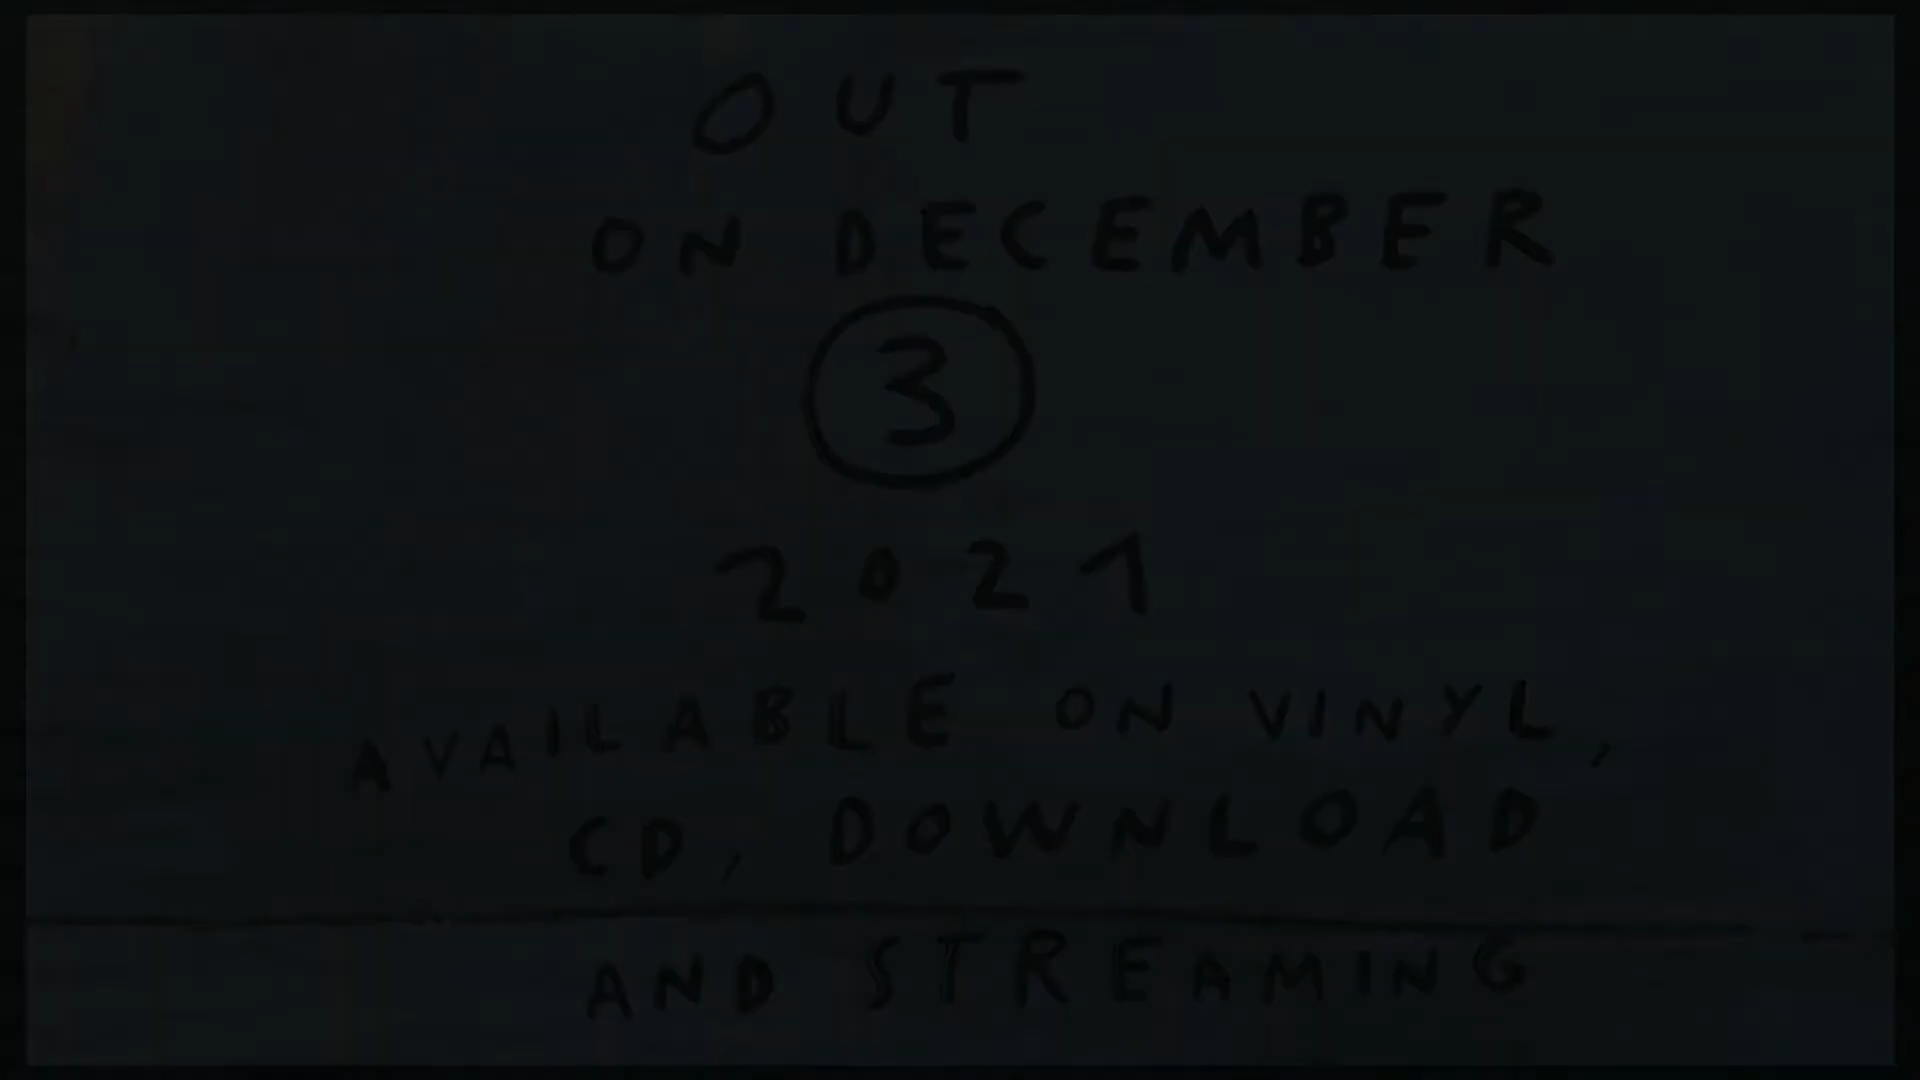 OUT
ON DECEMBER
3
2021
AVAILABLE ON VINYL,
CD, DOWNLOAD
AND STREAMING